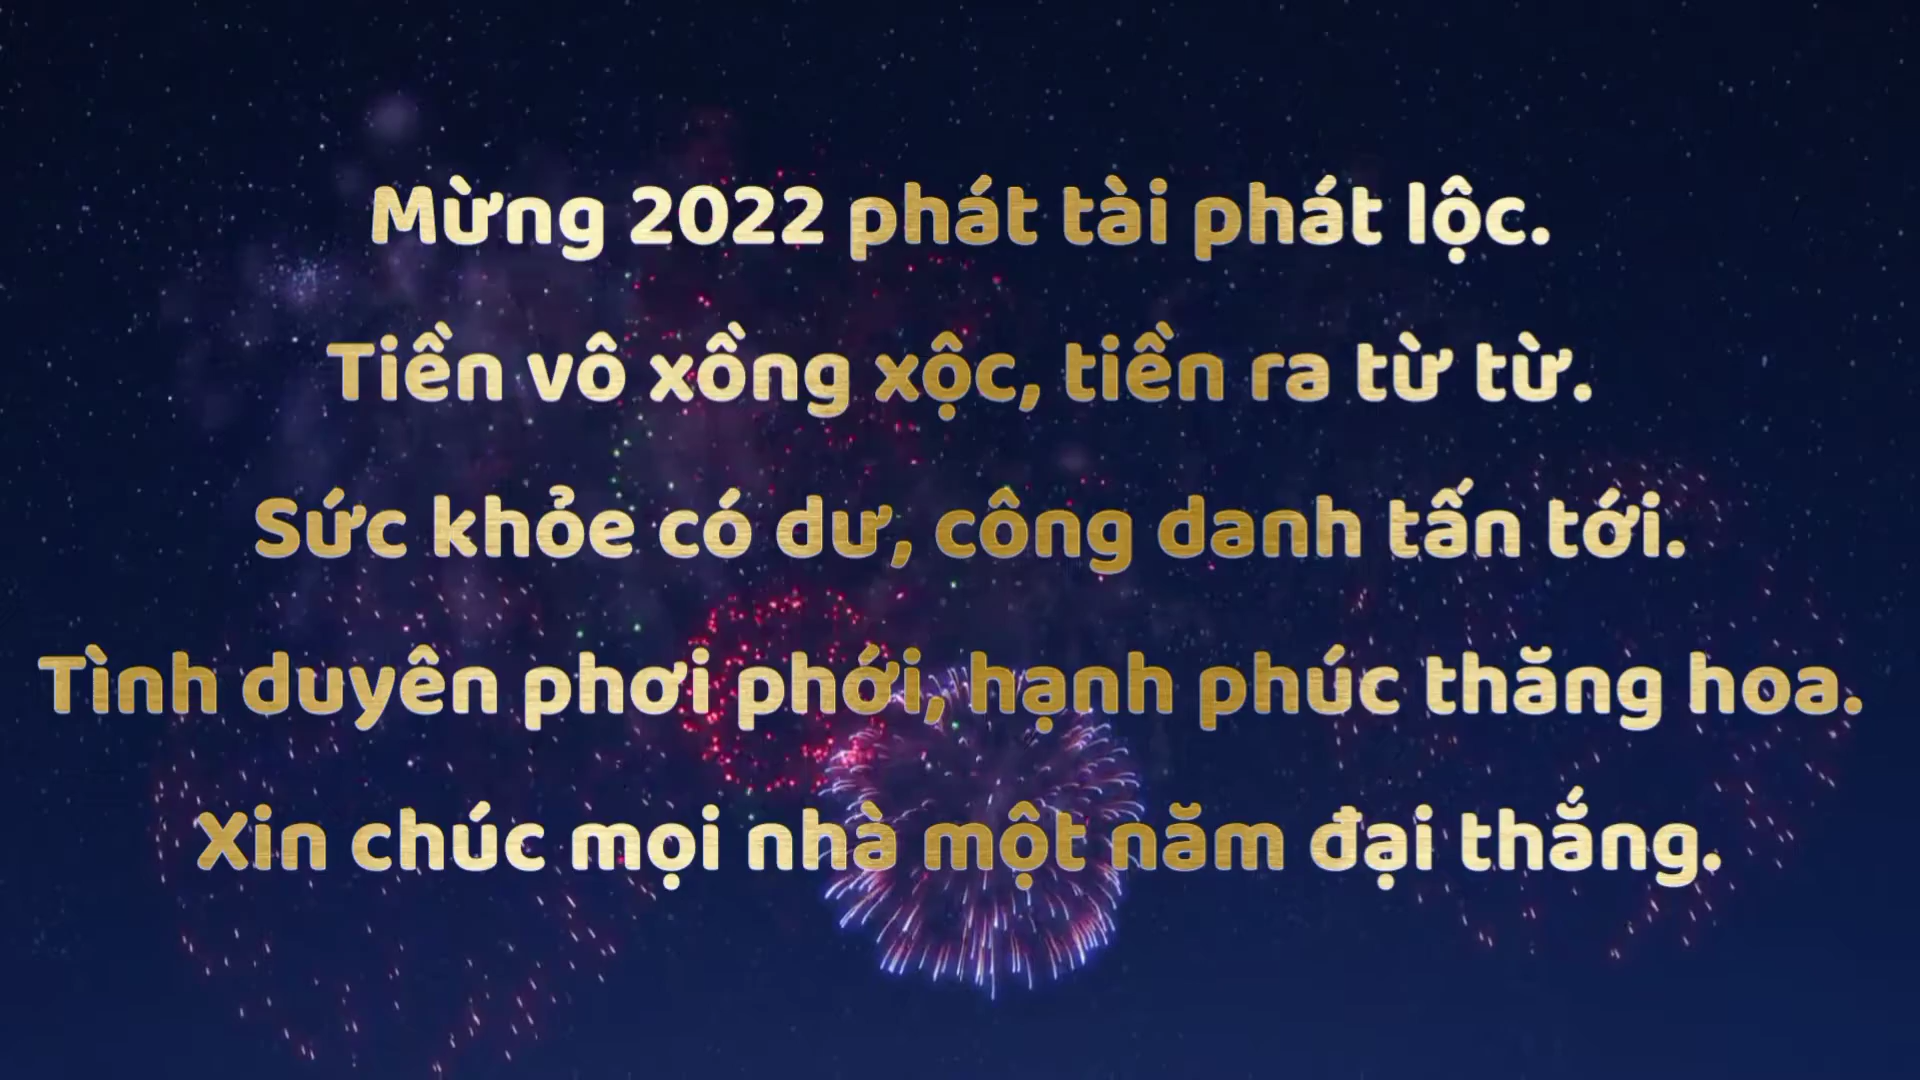 Mừng 2022 phát tài phát lộc.
Tiền vô xồng xộc, tiền ra từ từ.
Sức khỏe có dư, công danh tấn tới.
Tình duyên phơi phới, hạnh phúc thăng hoa.
Xin chúc mọi nhà một năm đại thắng.